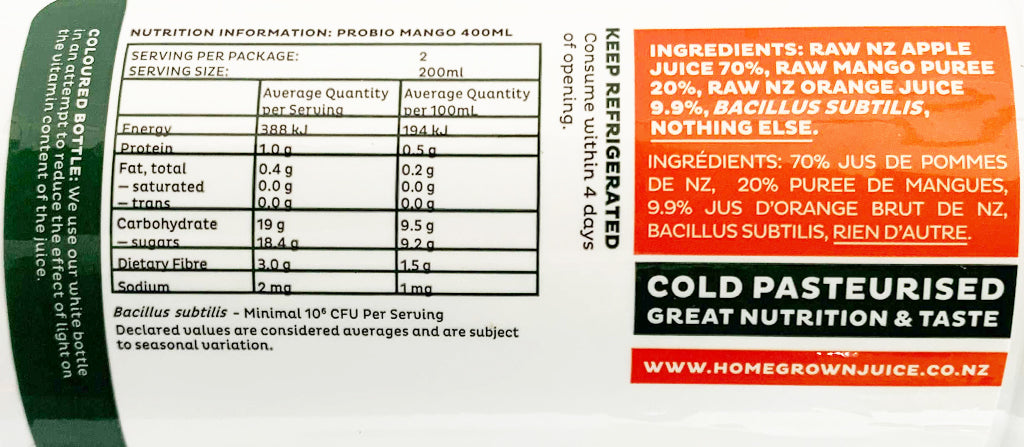 COLOURED BOTTLE: We use our white bottle
in an attempt to reduce the effect of light on
the vitamin content of the juice.
NUTRITION INFORMATION: PROBIO MANGO 400ML
SERVING PER PACKAGE: 2
SERVING SIZE: 200ml
Average Quantity per Serving Average Quantity per 100mL
Energy 388 kJ 194 kJ
Protein 1.0 g 0.5 g
Fat, total 0.4 g 0.2 g
– saturated 0.0 g 0.0 g
– trans 0.0 g 0.0 g
Carbohydrate 19 g 9.5 g
– sugars 18.4 g 9.2 g
Dietary Fibre 3.0 g 1.5 g
Sodium 2 mg 1 mg
Bacillus subtilis - Minimal 10⁶ CFU Per Serving
Declared values are considered averages and are subject
to seasonal variation.
KEEP REFRIGERATED
Consume within 4 days
of opening.
INGREDIENTS: RAW NZ APPLE
JUICE 70%, RAW MANGO PUREE
20%, RAW NZ ORANGE JUICE
9.9%, BACILLUS SUBTILIS,
NOTHING ELSE.
INGRÉDIENTS: 70% JUS DE POMMES
DE NZ, 20% PUREE DE MANGUES,
9.9% JUS D'ORANGE BRUT DE NZ,
BACILLUS SUBTILIS, RIEN D'AUTRE.
COLD PASTEURISED
GREAT NUTRITION & TASTE
WWW.HOMEGROWNJUICE.CO.NZ